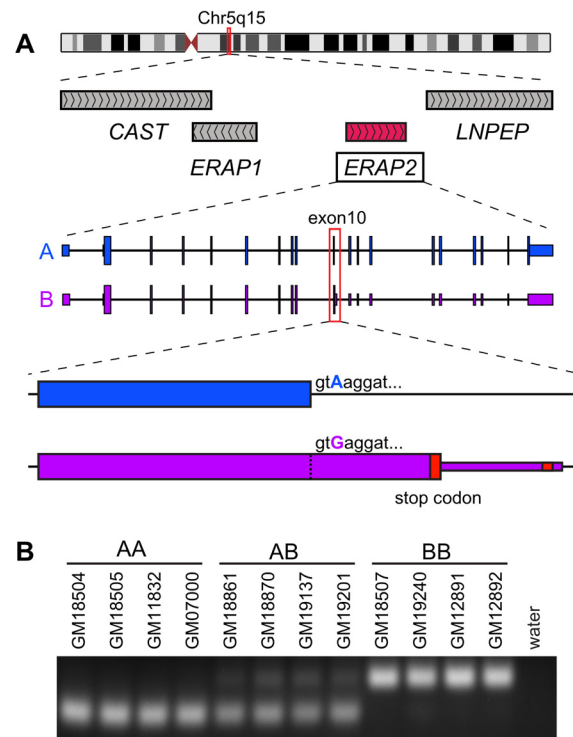 A
Chr5q15
CAST
ERAP1
ERAP2
LNPEP
exon10
A
B
gtAaggat...
gtGaggat...
stop codon
B
AA
AB
BB
GM18504
GM18505
GM11832
GM07000
GM18861
GM18870
GM19137
GM19201
GM18507
GM19240
GM12891
GM12892
water